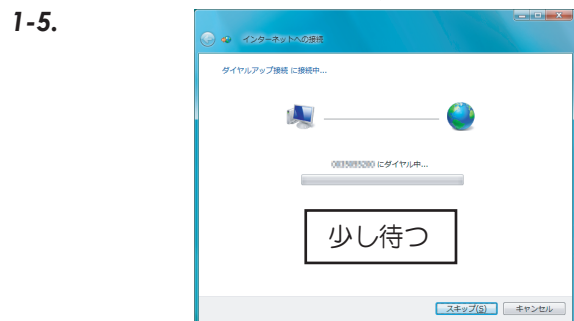 1-5.
インターネットへの接続
ダイヤルアップ接続 に接続中...
にダイヤル中...
少し待つ
スキップ(S) キャンセル